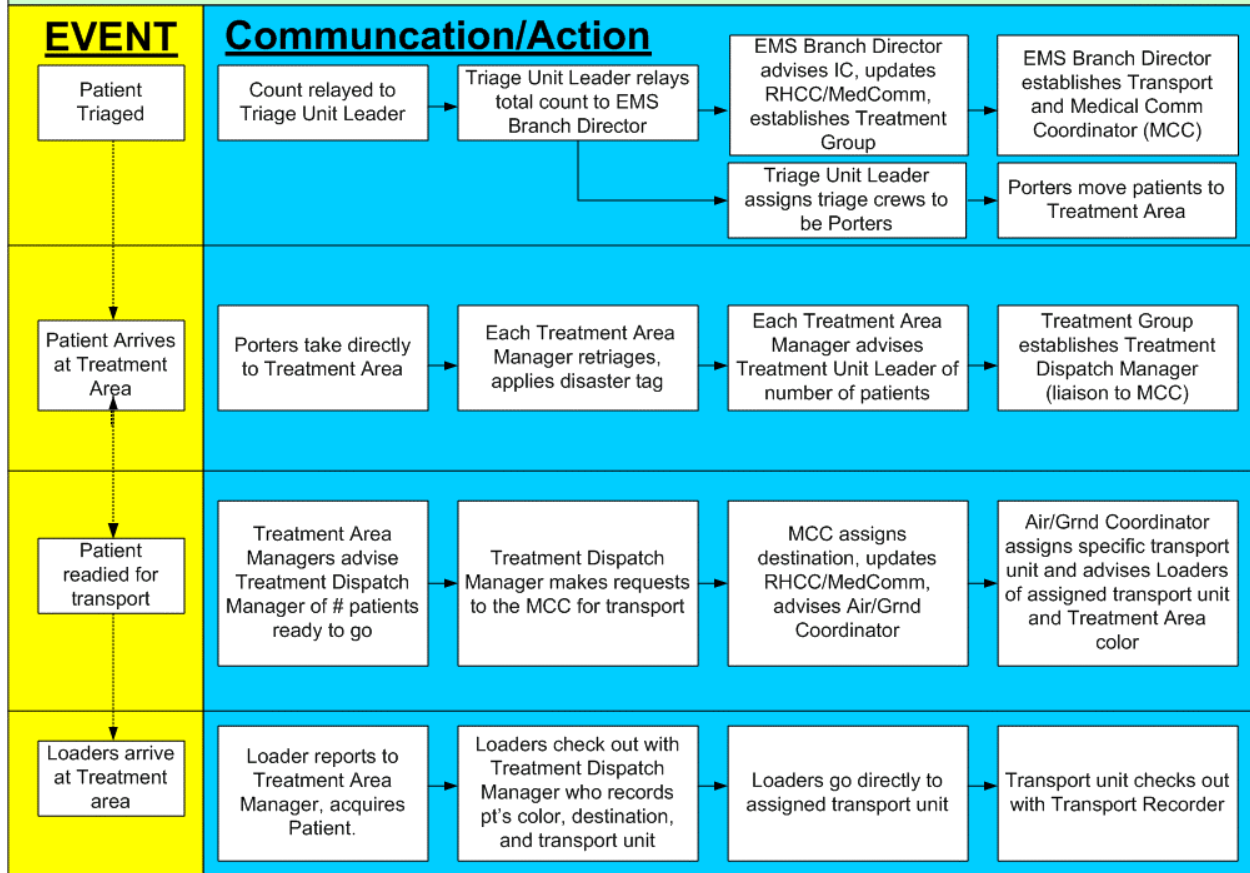 EVENT
Communcation/Action
Patient
Triaged
Count relayed to
Triage Unit Leader
Triage Unit Leader relays
total count to EMS
Branch Director
EMS Branch Director
advises IC, updates
RHCC/MedComm,
establishes Treatment
Group
EMS Branch Director
establishes Transport
and Medical Comm
Coordinator (MCC)
Triage Unit Leader
assigns triage crews to
be Porters
Porters move patients to
Treatment Area
Patient Arrives
at Treatment
Area
Porters take directly
to Treatment Area
Each Treatment Area
Manager retriages,
applies disaster tag
Each Treatment Area
Manager advises
Treatment Unit Leader of
number of patients
Treatment Group
establishes Treatment
Dispatch Manager
(liaison to MCC)
Patient
readied for
transport
Treatment Area
Managers advise
Treatment Dispatch
Manager of # patients
ready to go
Treatment Dispatch
Manager makes requests
to the MCC for transport
MCC assigns
destination, updates
RHCC/MedComm,
advises Air/Grnd
Coordinator
Air/Grnd Coordinator
assigns specific transport
unit and advises Loaders
of assigned transport unit
and Treatment Area
color
Loaders arrive
at Treatment
area
Loader reports to
Treatment Area
Manager, acquires
Patient.
Loaders check out with
Treatment Dispatch
Manager who records
pt's color, destination,
and transport unit
Loaders go directly to
assigned transport unit
Transport unit checks out
with Transport Recorder